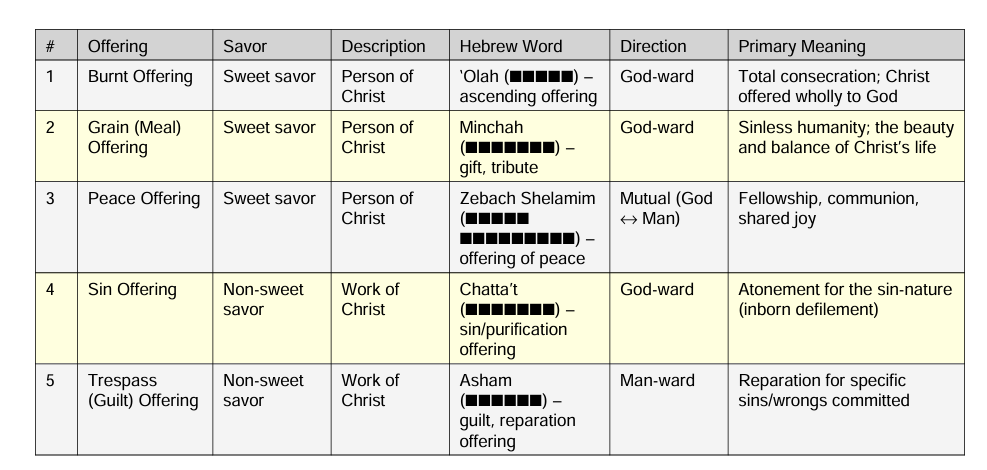 # Offering Savor Description Hebrew Word Direction Primary Meaning
1 Burnt Offering Sweet savor Person of Christ 'Olah (■■■■■) – ascending offering God-ward Total consecration; Christ offered wholly to God
2 Grain (Meal) Offering Sweet savor Person of Christ Minchah (■■■■■■■) – gift, tribute God-ward Sinless humanity; the beauty and balance of Christ's life
3 Peace Offering Sweet savor Person of Christ Zebach Shelamim (■■■■■ ■■■■■■■■■) – offering of peace Mutual (God ↔ Man) Fellowship, communion, shared joy
4 Sin Offering Non-sweet savor Work of Christ Chatta't (■■■■■■■) – sin/purification offering God-ward Atonement for the sin-nature (inborn defilement)
5 Trespass (Guilt) Offering Non-sweet savor Work of Christ Asham (■■■■■■) – guilt, reparation offering Man-ward Reparation for specific sins/wrongs committed